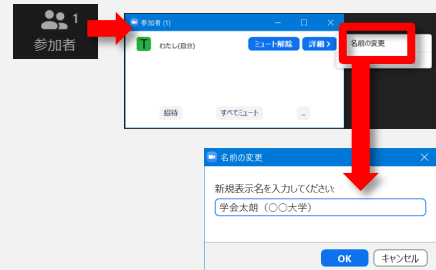 1
参加者
参加者 (1)
T わたし(自分) ミュート解除 詳細 >
名前の変更
招待 すべてミュート ...
名前の変更
新規表示名を入力してください:
学会太朗（○○大学）
OK キャンセル